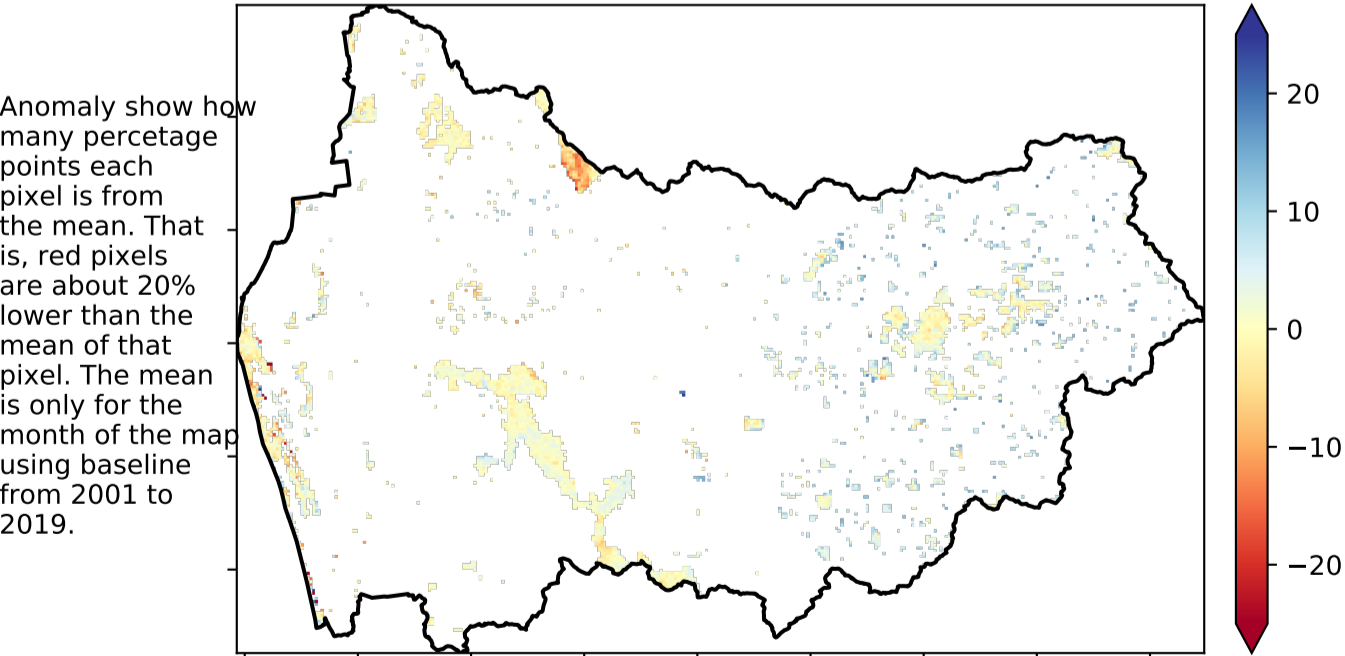 Anomaly show how
many percetage
points each
pixel is from
the mean. That
is, red pixels
are about 20%
lower than the
mean of that
pixel. The mean
is only for the
month of the map
using baseline
from 2001 to
2019.
20
10
0
−10
−20